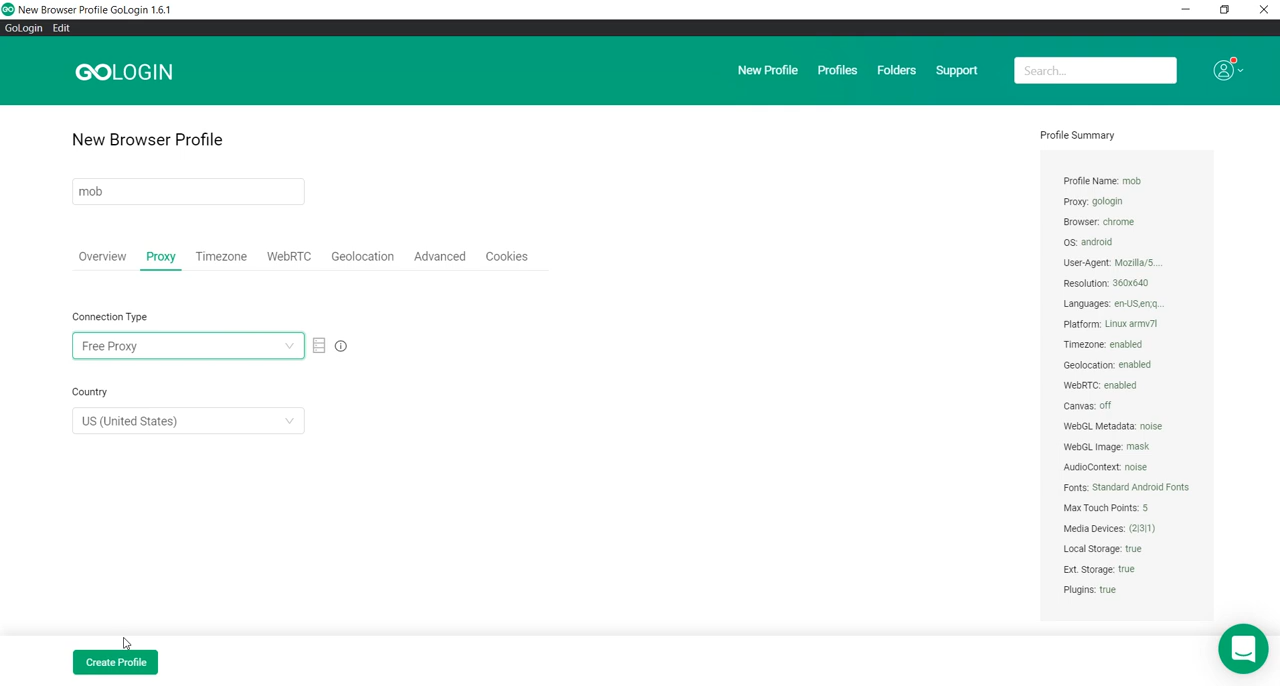 New Browser Profile GoLogin 1.6.1
GoLogin Edit
GOLOGIN
New Profile Profiles Folders Support Search...
New Browser Profile
mob
Overview Proxy Timezone WebRTC Geolocation Advanced Cookies
Connection Type
Free Proxy
Country
US (United States)
Create Profile
Profile Summary
Profile Name: mob
Proxy: gologin
Browser: chrome
OS: android
User-Agent: Mozilla/5....
Resolution: 360x640
Languages: en-US,en;q...
Platform: Linux armv7l
Timezone: enabled
Geolocation: enabled
WebRTC: enabled
Canvas: off
WebGL Metadata: noise
WebGL Image: mask
AudioContext: noise
Fonts: Standard Android Fonts
Max Touch Points: 5
Media Devices: (2|3|1)
Local Storage: true
Ext. Storage: true
Plugins: true